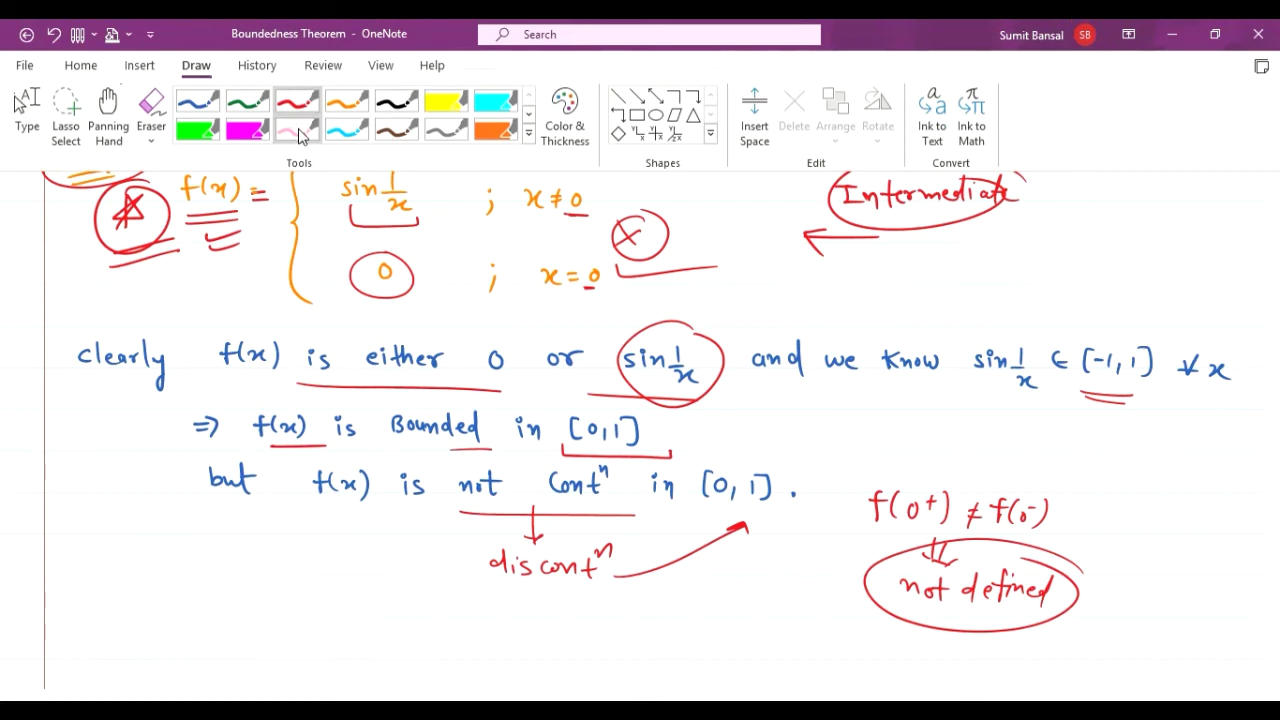 Boundedness Theorem - OneNote
Search
Sumit Bansal SB
File Home Insert Draw History Review View Help
Type
Lasso Select
Panning Hand
Eraser
Color & Thickness
Insert Space
Delete
Arrange
Rotate
a Ink to Text
π Ink to Math
Tools
Shapes
Edit
Convert
f(x) = sin 1/x ; x ≠ 0
Intermediate
0 ; x = 0
clearly f(x) is either 0 or sin 1/x and we know sin 1/x ∈ [-1, 1] ∀ x
⇒ f(x) is Bounded in [0,1]
but f(x) is not contⁿ in [0, 1] .
f(0⁺) ≠ f(0⁻)
discontⁿ
not defined